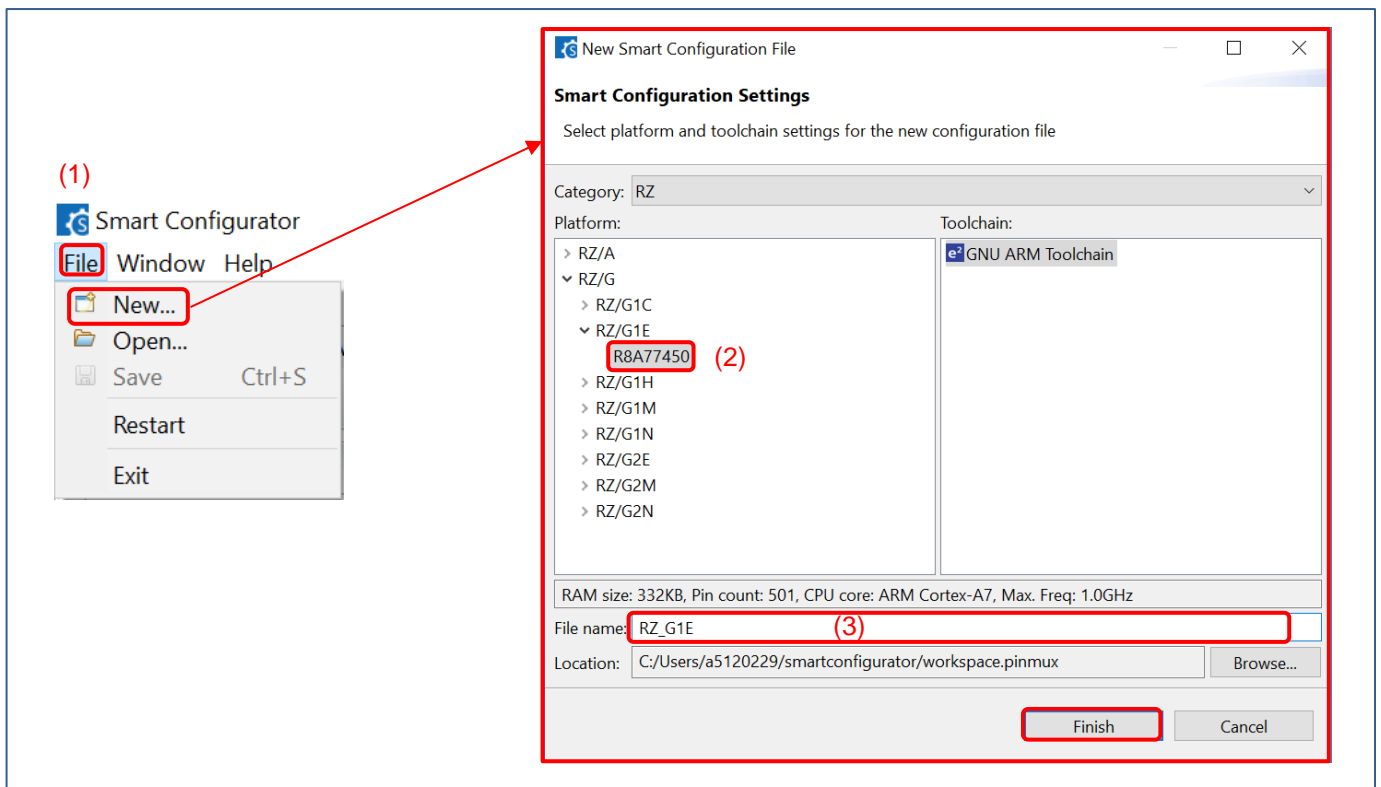 (1)
Smart Configurator
File Window Help
New...
Open...
Save Ctrl+S
Restart
Exit
New Smart Configuration File
Smart Configuration Settings
Select platform and toolchain settings for the new configuration file
Category: RZ
Platform: Toolchain:
RZ/A
RZ/G
RZ/G1C
RZ/G1E
R8A77450 (2)
RZ/G1H
RZ/G1M
RZ/G1N
RZ/G2E
RZ/G2M
RZ/G2N
e² GNU ARM Toolchain
RAM size: 332KB, Pin count: 501, CPU core: ARM Cortex-A7, Max. Freq: 1.0GHz
File name: RZ_G1E (3)
Location: C:/Users/a5120229/smartconfigurator/workspace.pinmux Browse...
Finish Cancel